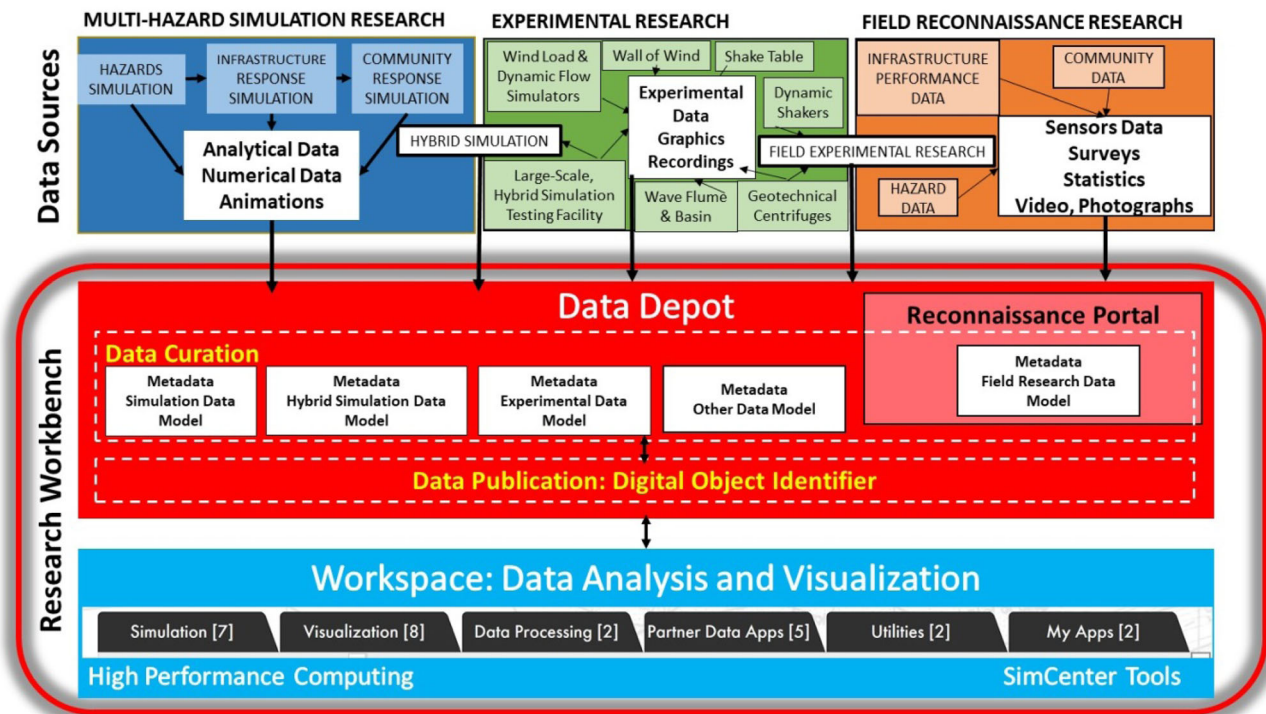 MULTI-HAZARD SIMULATION RESEARCH
EXPERIMENTAL RESEARCH
FIELD RECONNAISSANCE RESEARCH
Data Sources
HAZARDS
SIMULATION
INFRASTRUCTURE
RESPONSE
SIMULATION
COMMUNITY
RESPONSE
SIMULATION
Analytical Data
Numerical Data
Animations
HYBRID SIMULATION
Wind Load &
Dynamic Flow
Simulators
Wall of Wind
Shake Table
Experimental
Data
Graphics
Recordings
Dynamic
Shakers
FIELD EXPERIMENTAL RESEARCH
Large-Scale,
Hybrid Simulation
Testing Facility
Wave Flume
& Basin
Geotechnical
Centrifuges
INFRASTRUCTURE
PERFORMANCE
DATA
COMMUNITY
DATA
Sensors Data
Surveys
Statistics
Video, Photographs
HAZARD
DATA
Research Workbench
Data Depot
Reconnaissance Portal
Data Curation
Metadata
Simulation Data
Model
Metadata
Hybrid Simulation Data
Model
Metadata
Experimental Data
Model
Metadata
Other Data Model
Metadata
Field Research Data
Model
Data Publication: Digital Object Identifier
Workspace: Data Analysis and Visualization
Simulation [7]
Visualization [8]
Data Processing [2]
Partner Data Apps [5]
Utilities [2]
My Apps [2]
High Performance Computing
SimCenter Tools